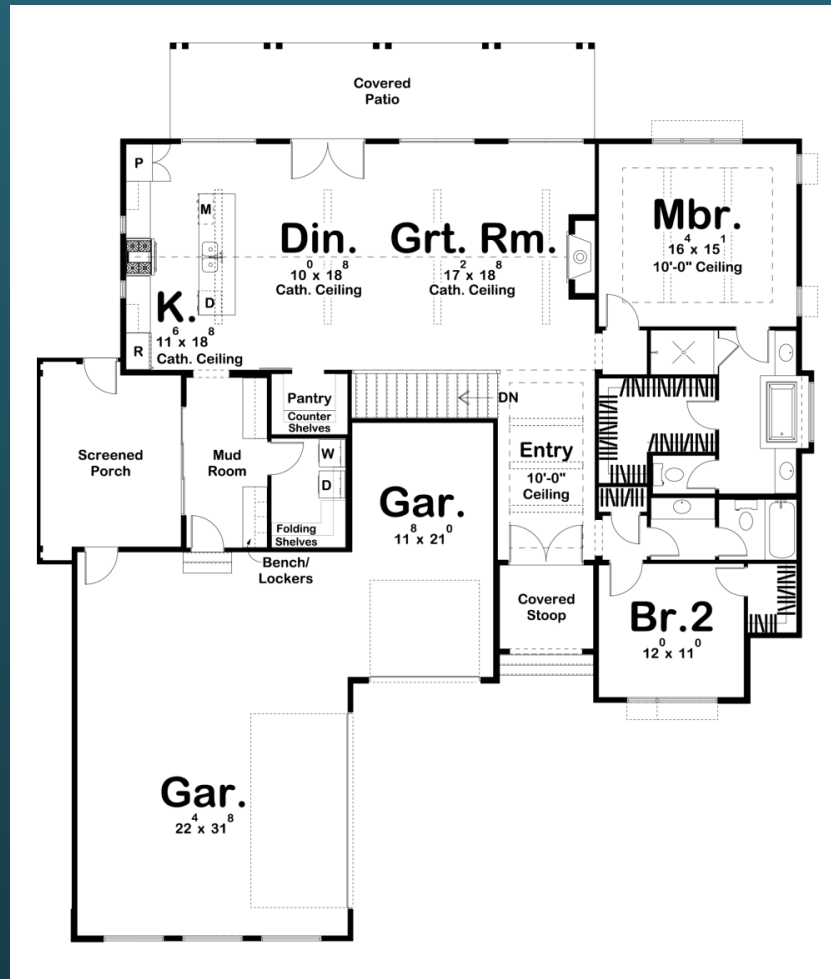 Covered
Patio
P
M
Din.
10⁰ x 18⁸
Cath. Ceiling
Grt. Rm.
17² x 18⁸
Cath. Ceiling
Mbr.
16⁴ x 15¹
10'-0" Ceiling
D
K.
11⁶ x 18⁸
Cath. Ceiling
R
Pantry
Counter
Shelves
DN
Screened
Porch
Mud
Room
W
D
Folding
Shelves
Entry
10'-0"
Ceiling
Gar.
11⁸ x 21⁰
Bench/
Lockers
Covered
Stoop
Br.2
12⁰ x 11⁰
Gar.
22⁴ x 31⁸